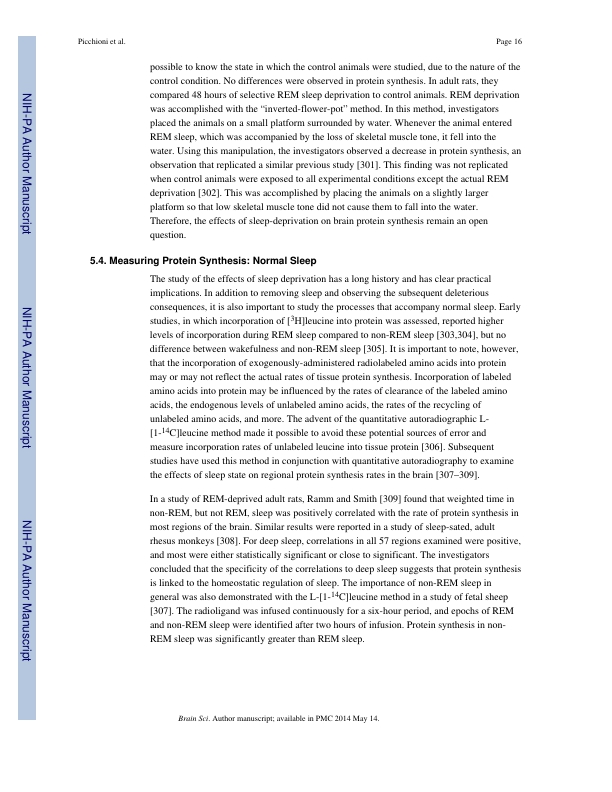 Picchioni et al.
Page 16
NIH-PA Author Manuscript
NIH-PA Author Manuscript
NIH-PA Author Manuscript
possible to know the state in which the control animals were studied, due to the nature of the
control condition. No differences were observed in protein synthesis. In adult rats, they
compared 48 hours of selective REM sleep deprivation to control animals. REM deprivation
was accomplished with the “inverted-flower-pot” method. In this method, investigators
placed the animals on a small platform surrounded by water. Whenever the animal entered
REM sleep, which was accompanied by the loss of skeletal muscle tone, it fell into the
water. Using this manipulation, the investigators observed a decrease in protein synthesis, an
observation that replicated a similar previous study [301]. This finding was not replicated
when control animals were exposed to all experimental conditions except the actual REM
deprivation [302]. This was accomplished by placing the animals on a slightly larger
platform so that low skeletal muscle tone did not cause them to fall into the water.
Therefore, the effects of sleep-deprivation on brain protein synthesis remain an open
question.
5.4. Measuring Protein Synthesis: Normal Sleep
The study of the effects of sleep deprivation has a long history and has clear practical
implications. In addition to removing sleep and observing the subsequent deleterious
consequences, it is also important to study the processes that accompany normal sleep. Early
studies, in which incorporation of [³H]leucine into protein was assessed, reported higher
levels of incorporation during REM sleep compared to non-REM sleep [303,304], but no
difference between wakefulness and non-REM sleep [305]. It is important to note, however,
that the incorporation of exogenously-administered radiolabeled amino acids into protein
may or may not reflect the actual rates of tissue protein synthesis. Incorporation of labeled
amino acids into protein may be influenced by the rates of clearance of the labeled amino
acids, the endogenous levels of unlabeled amino acids, the rates of the recycling of
unlabeled amino acids, and more. The advent of the quantitative autoradiographic L-
[1-¹⁴C]leucine method made it possible to avoid these potential sources of error and
measure incorporation rates of unlabeled leucine into tissue protein [306]. Subsequent
studies have used this method in conjunction with quantitative autoradiography to examine
the effects of sleep state on regional protein synthesis rates in the brain [307–309].
In a study of REM-deprived adult rats, Ramm and Smith [309] found that weighted time in
non-REM, but not REM, sleep was positively correlated with the rate of protein synthesis in
most regions of the brain. Similar results were reported in a study of sleep-sated, adult
rhesus monkeys [308]. For deep sleep, correlations in all 57 regions examined were positive,
and most were either statistically significant or close to significant. The investigators
concluded that the specificity of the correlations to deep sleep suggests that protein synthesis
is linked to the homeostatic regulation of sleep. The importance of non-REM sleep in
general was also demonstrated with the L-[1-¹⁴C]leucine method in a study of fetal sheep
[307]. The radioligand was infused continuously for a six-hour period, and epochs of REM
and non-REM sleep were identified after two hours of infusion. Protein synthesis in non-
REM sleep was significantly greater than REM sleep.
Brain Sci. Author manuscript; available in PMC 2014 May 14.